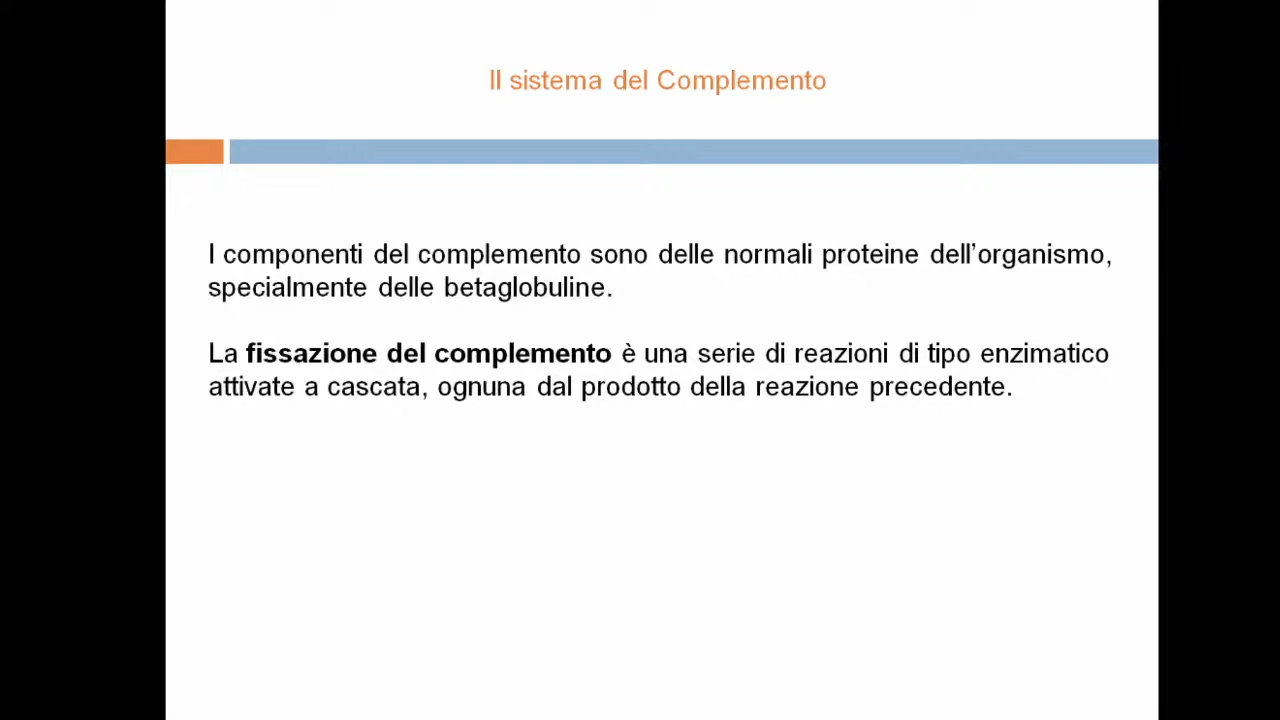 Il sistema del Complemento
I componenti del complemento sono delle normali proteine dell’organismo,
specialmente delle betaglobuline.
La fissazione del complemento è una serie di reazioni di tipo enzimatico
attivate a cascata, ognuna dal prodotto della reazione precedente.